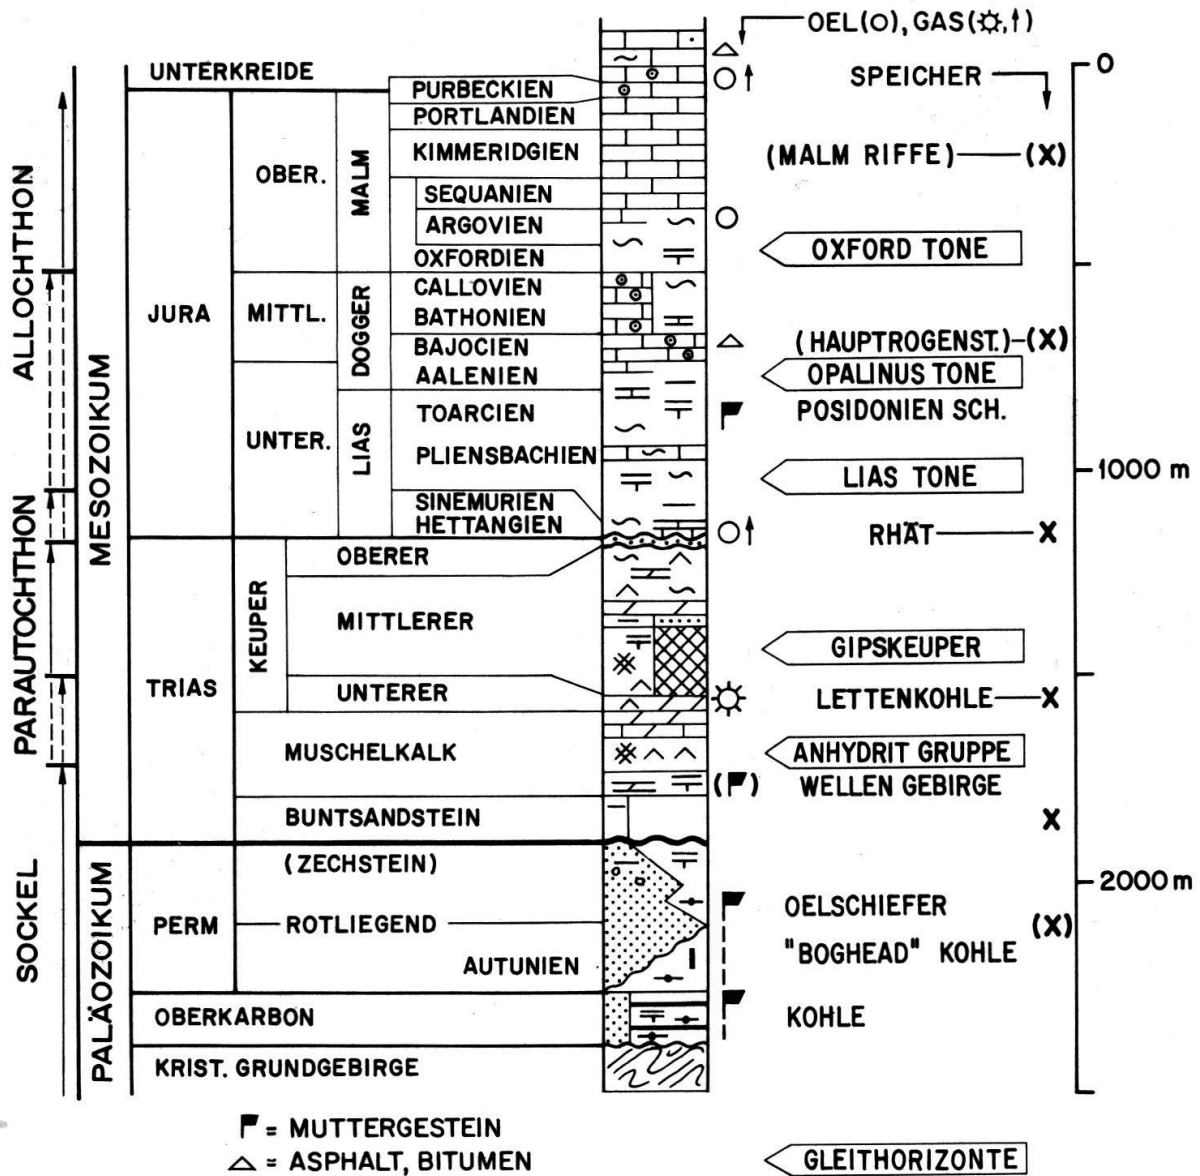 OEL(O), GAS(☼,↑)
0
UNTERKREIDE
SPEICHER
PURBECKIEN
PORTLANDIEN
KIMMERIDGIEN
(MALM RIFFE) (X)
OBER.
MALM
SEQUANIEN
ARGOVIEN
OXFORDIEN
OXFORD TONE
ALLOCHTHON
JURA
MITTL.
DOGGER
CALLOVIEN
BATHONIEN
BAJOCIEN
(HAUPTROGENST.) (X)
AALENIEN
OPALINUS TONE
MESOZOIKUM
UNTER.
LIAS
TOARCIEN
POSIDONIEN SCH.
PLIENSBACHIEN
LIAS TONE
1000 m
SINEMURIEN
HETTANGIEN
RHÄT X
PARAUTOCHTHON
TRIAS
KEUPER
OBERER
MITTLERER
GIPSKEUPER
UNTERER
LETTENKOHLE X
MUSCHELKALK
ANHYDRIT GRUPPE
( ) WELLEN GEBIRGE
BUNTSANDSTEIN
X
SOCKEL
PALÄOZOIKUM
PERM
(ZECHSTEIN)
2000 m
ROTLIEGEND
OELSCHIEFER
(X)
"BOGHEAD" KOHLE
AUTUNIEN
OBERKARBON
KOHLE
KRIST. GRUNDGEBIRGE
= MUTTERGESTEIN
△ = ASPHALT, BITUMEN
GLEITHORIZONTE